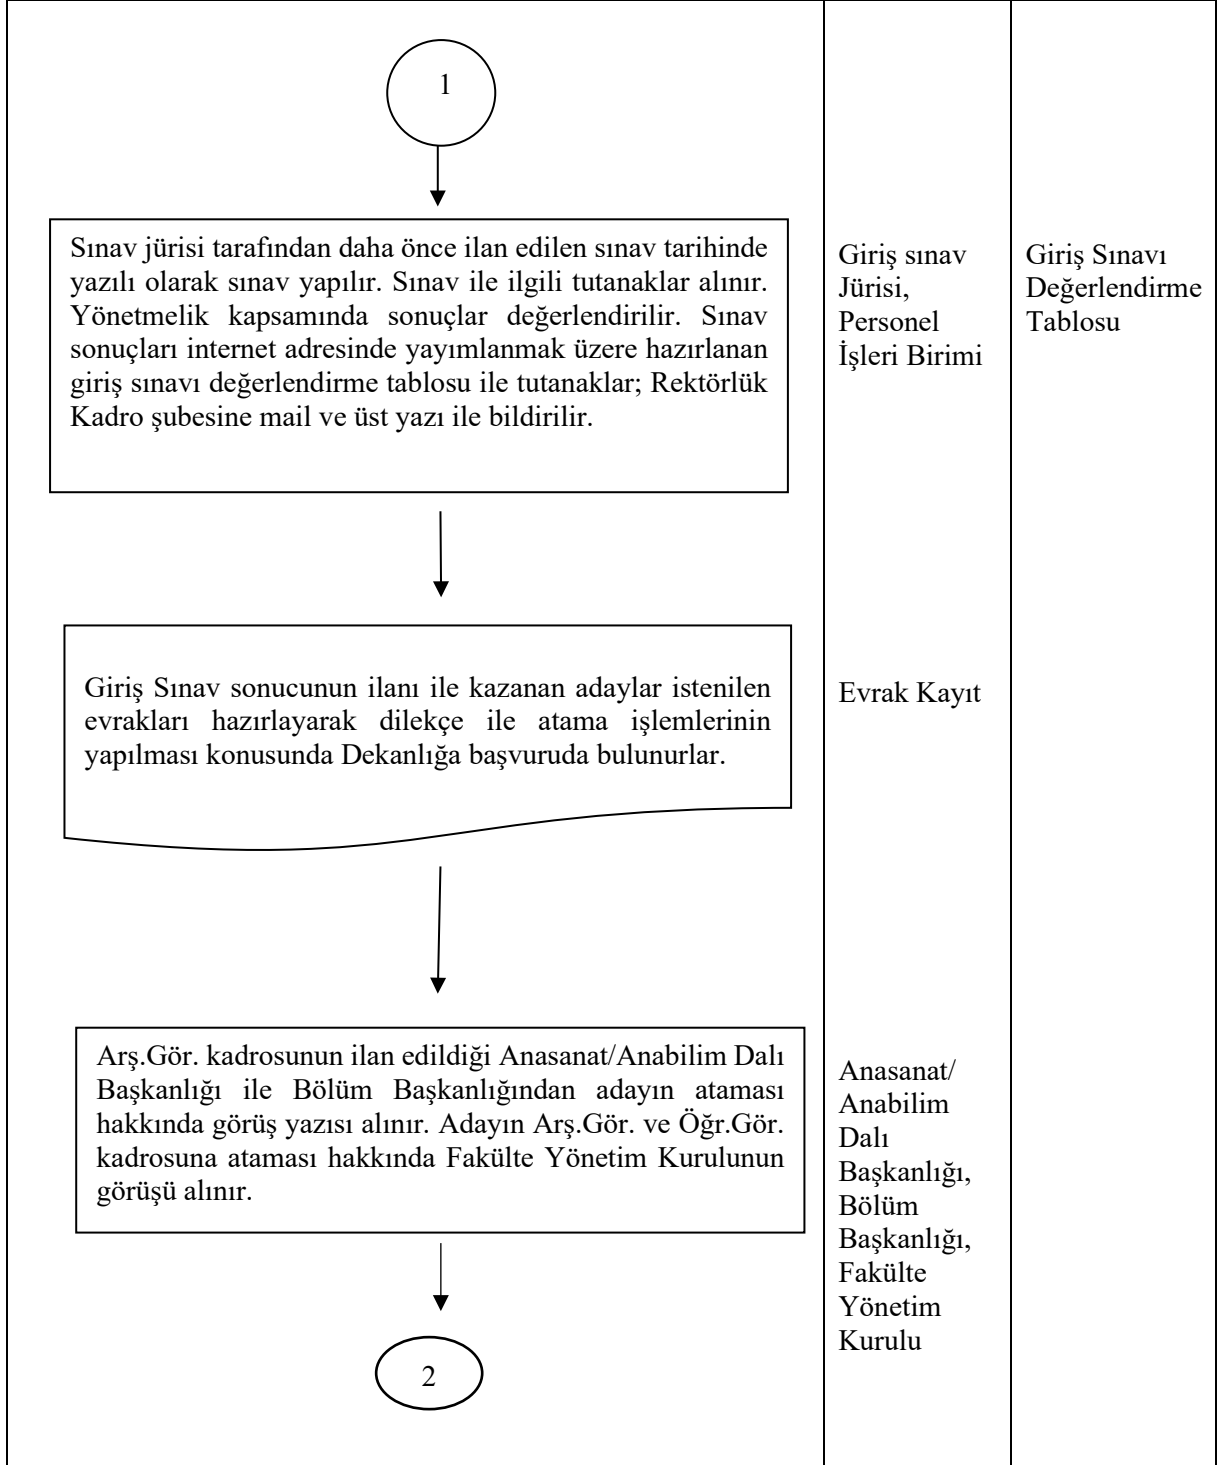 1
Sınav jürisi tarafından daha önce ilan edilen sınav tarihinde
yazılı olarak sınav yapılır. Sınav ile ilgili tutanaklar alınır.
Yönetmelik kapsamında sonuçlar değerlendirilir. Sınav
sonuçları internet adresinde yayımlanmak üzere hazırlanan
giriş sınavı değerlendirme tablosu ile tutanaklar; Rektörlük
Kadro şubesine mail ve üst yazı ile bildirilir.
Giriş sınav
Jürisi,
Personel
İşleri Birimi
Giriş Sınavı
Değerlendirme
Tablosu
Giriş Sınav sonucunun ilanı ile kazanan adaylar istenilen
evrakları hazırlayarak dilekçe ile atama işlemlerinin
yapılması konusunda Dekanlığa başvuruda bulunurlar.
Evrak Kayıt
Arş.Gör. kadrosunun ilan edildiği Anasanat/Anabilim Dalı
Başkanlığı ile Bölüm Başkanlığından adayın ataması
hakkında görüş yazısı alınır. Adayın Arş.Gör. ve Öğr.Gör.
kadrosuna ataması hakkında Fakülte Yönetim Kurulunun
görüşü alınır.
Anasanat/
Anabilim
Dalı
Başkanlığı,
Bölüm
Başkanlığı,
Fakülte
Yönetim
Kurulu
2